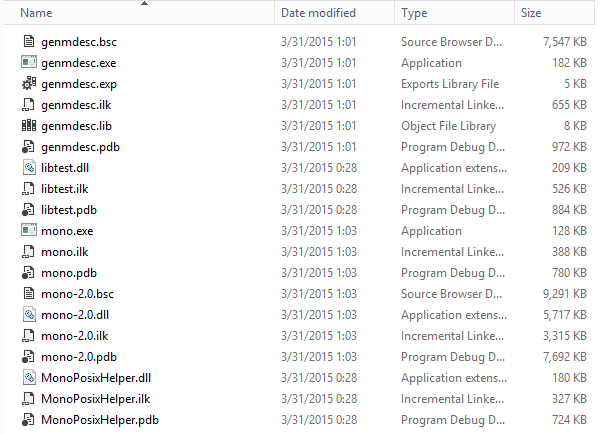 Name Date modified Type Size
genmdesc.bsc 3/31/2015 1:01 Source Browser D... 7,547 KB
genmdesc.exe 3/31/2015 1:01 Application 182 KB
genmdesc.exp 3/31/2015 1:01 Exports Library File 5 KB
genmdesc.ilk 3/31/2015 1:01 Incremental Linke... 655 KB
genmdesc.lib 3/31/2015 1:01 Object File Library 8 KB
genmdesc.pdb 3/31/2015 1:01 Program Debug D... 972 KB
libtest.dll 3/31/2015 0:28 Application extens... 209 KB
libtest.ilk 3/31/2015 0:28 Incremental Linke... 526 KB
libtest.pdb 3/31/2015 0:28 Program Debug D... 884 KB
mono.exe 3/31/2015 1:03 Application 128 KB
mono.ilk 3/31/2015 1:03 Incremental Linke... 388 KB
mono.pdb 3/31/2015 1:03 Program Debug D... 780 KB
mono-2.0.bsc 3/31/2015 1:03 Source Browser D... 9,291 KB
mono-2.0.dll 3/31/2015 1:03 Application extens... 5,717 KB
mono-2.0.ilk 3/31/2015 1:03 Incremental Linke... 3,315 KB
mono-2.0.pdb 3/31/2015 1:03 Program Debug D... 7,692 KB
MonoPosixHelper.dll 3/31/2015 0:28 Application extens... 180 KB
MonoPosixHelper.ilk 3/31/2015 0:28 Incremental Linke... 327 KB
MonoPosixHelper.pdb 3/31/2015 0:28 Program Debug D... 724 KB